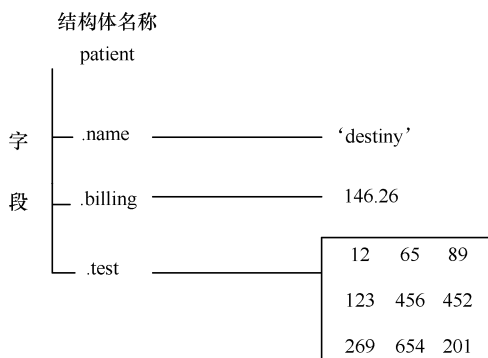 结构体名称
patient
字段
.name ‘destiny’
.billing 146.26
.test
12 65 89
123 456 452
269 654 201